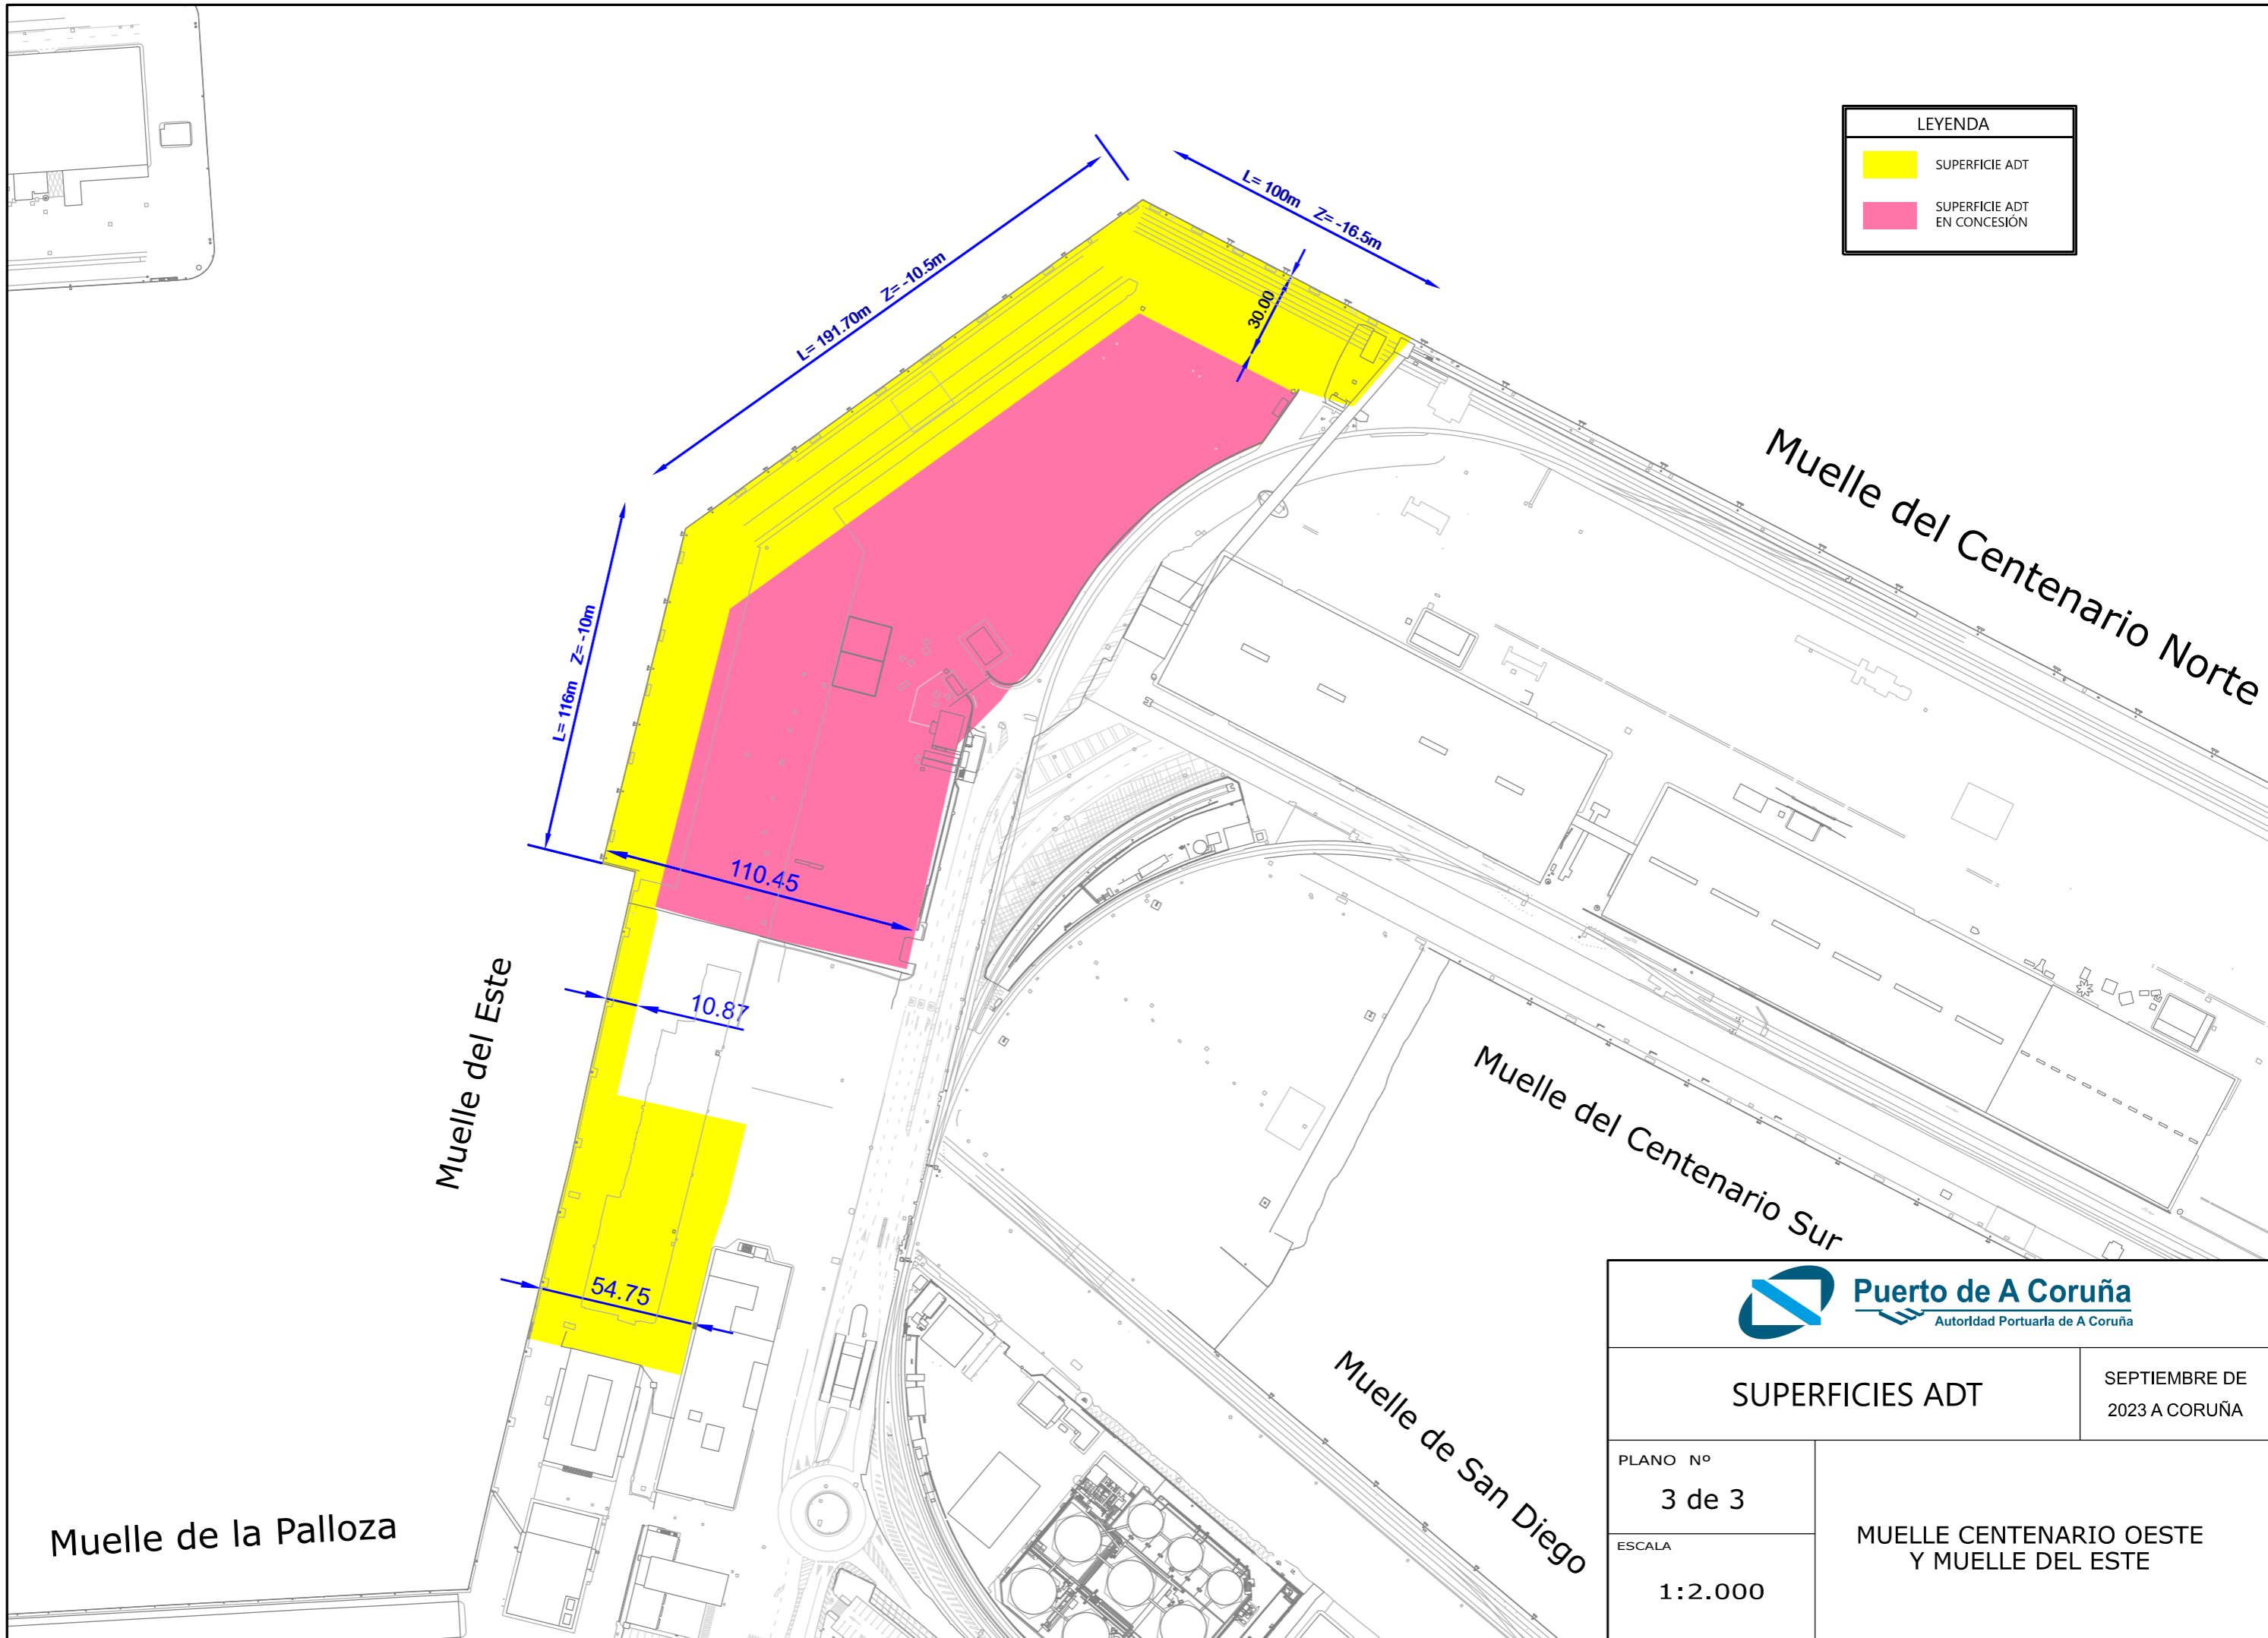 LEYENDA
SUPERFICIE ADT
SUPERFICIE ADT
EN CONCESIÓN
L= 100m Z= -16.5m
L= 191.70m Z= -10.5m
30.00
L= 116m Z= -10m
110.45
10.87
54.75
Muelle del Centenario Norte
Muelle del Este
Muelle del Centenario Sur
Muelle de San Diego
Muelle de la Palloza
Puerto de A Coruña
Autoridad Portuaria de A Coruña
SUPERFICIES ADT
SEPTIEMBRE DE
2023 A CORUÑA
PLANO Nº
3 de 3
ESCALA
1:2.000
MUELLE CENTENARIO OESTE
Y MUELLE DEL ESTE